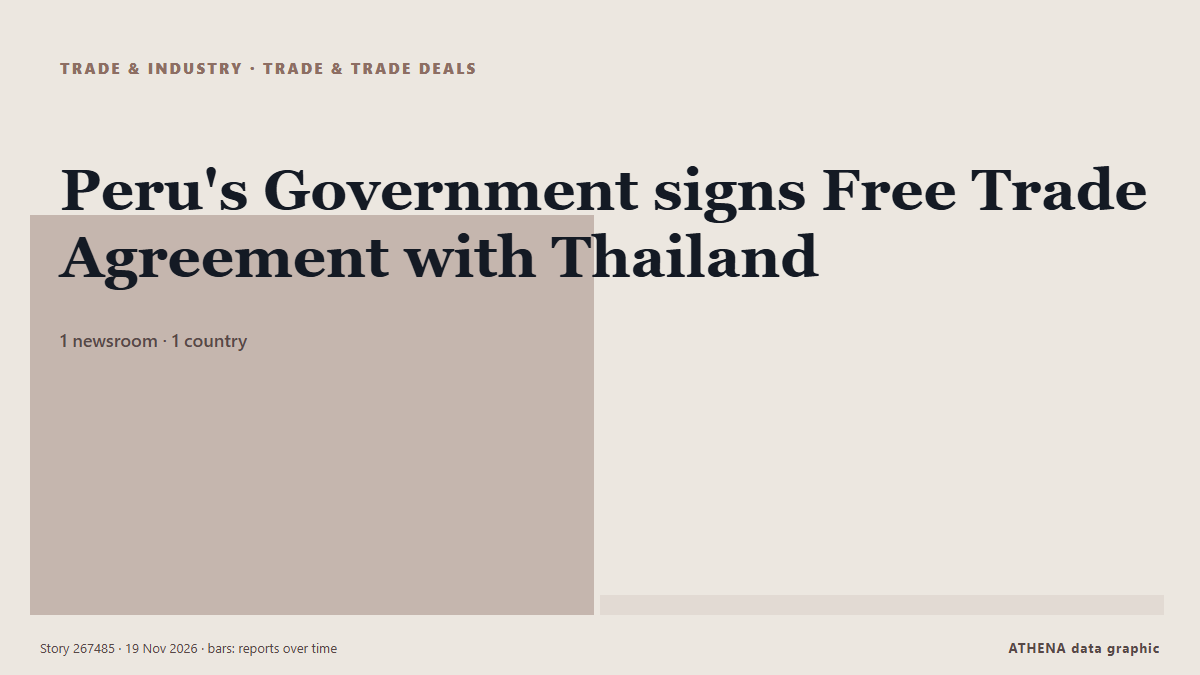 TRADE & INDUSTRY · TRADE & TRADE DEALS
Peru's Government signs Free Trade
Agreement with Thailand
1 newsroom · 1 country
Story 267485 · 19 Nov 2026 · bars: reports over time
ATHENA data graphic